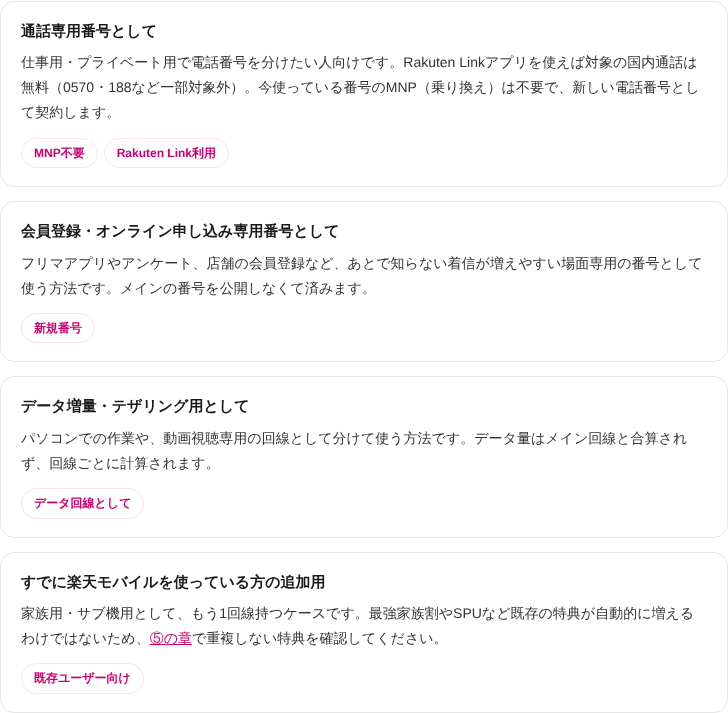 通話専用番号として
仕事用・プライベート用で電話番号を分けたい人向けです。Rakuten Linkアプリを使えば対象の国内通話は
無料（0570・188など一部対象外）。今使っている番号のMNP（乗り換え）は不要で、新しい電話番号とし
て契約します。
MNP不要 Rakuten Link利用
会員登録・オンライン申し込み専用番号として
フリマアプリやアンケート、店舗の会員登録など、あとで知らない着信が増えやすい場面専用の番号として
使う方法です。メインの番号を公開しなくて済みます。
新規番号
データ増量・テザリング用として
パソコンでの作業や、動画視聴専用の回線として分けて使う方法です。データ量はメイン回線と合算され
ず、回線ごとに計算されます。
データ回線として
すでに楽天モバイルを使っている方の追加用
家族用・サブ機用として、もう1回線持つケースです。最強家族割やSPUなど既存の特典が自動的に増える
わけではないため、⑤の章で重複しない特典を確認してください。
既存ユーザー向け